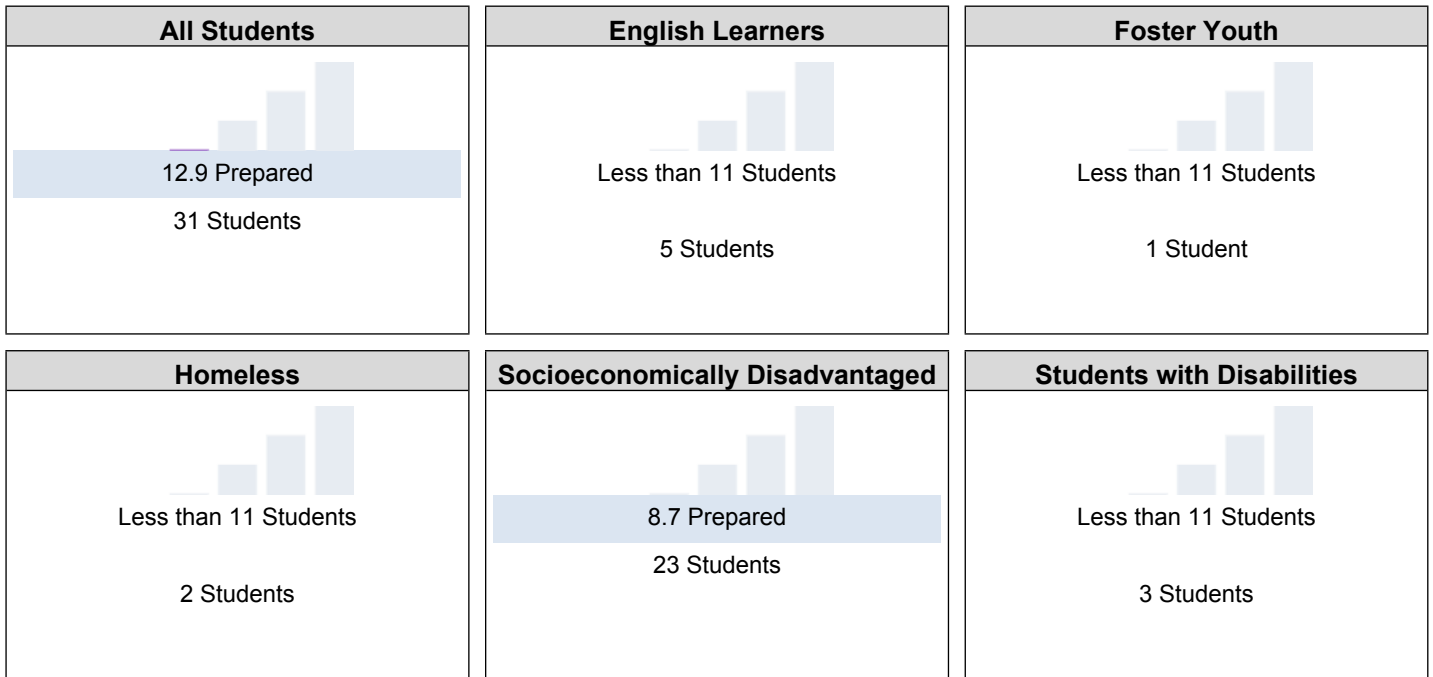 All Students
12.9 Prepared
31 Students
English Learners
Less than 11 Students
5 Students
Foster Youth
Less than 11 Students
1 Student
Homeless
Less than 11 Students
2 Students
Socioeconomically Disadvantaged
8.7 Prepared
23 Students
Students with Disabilities
Less than 11 Students
3 Students